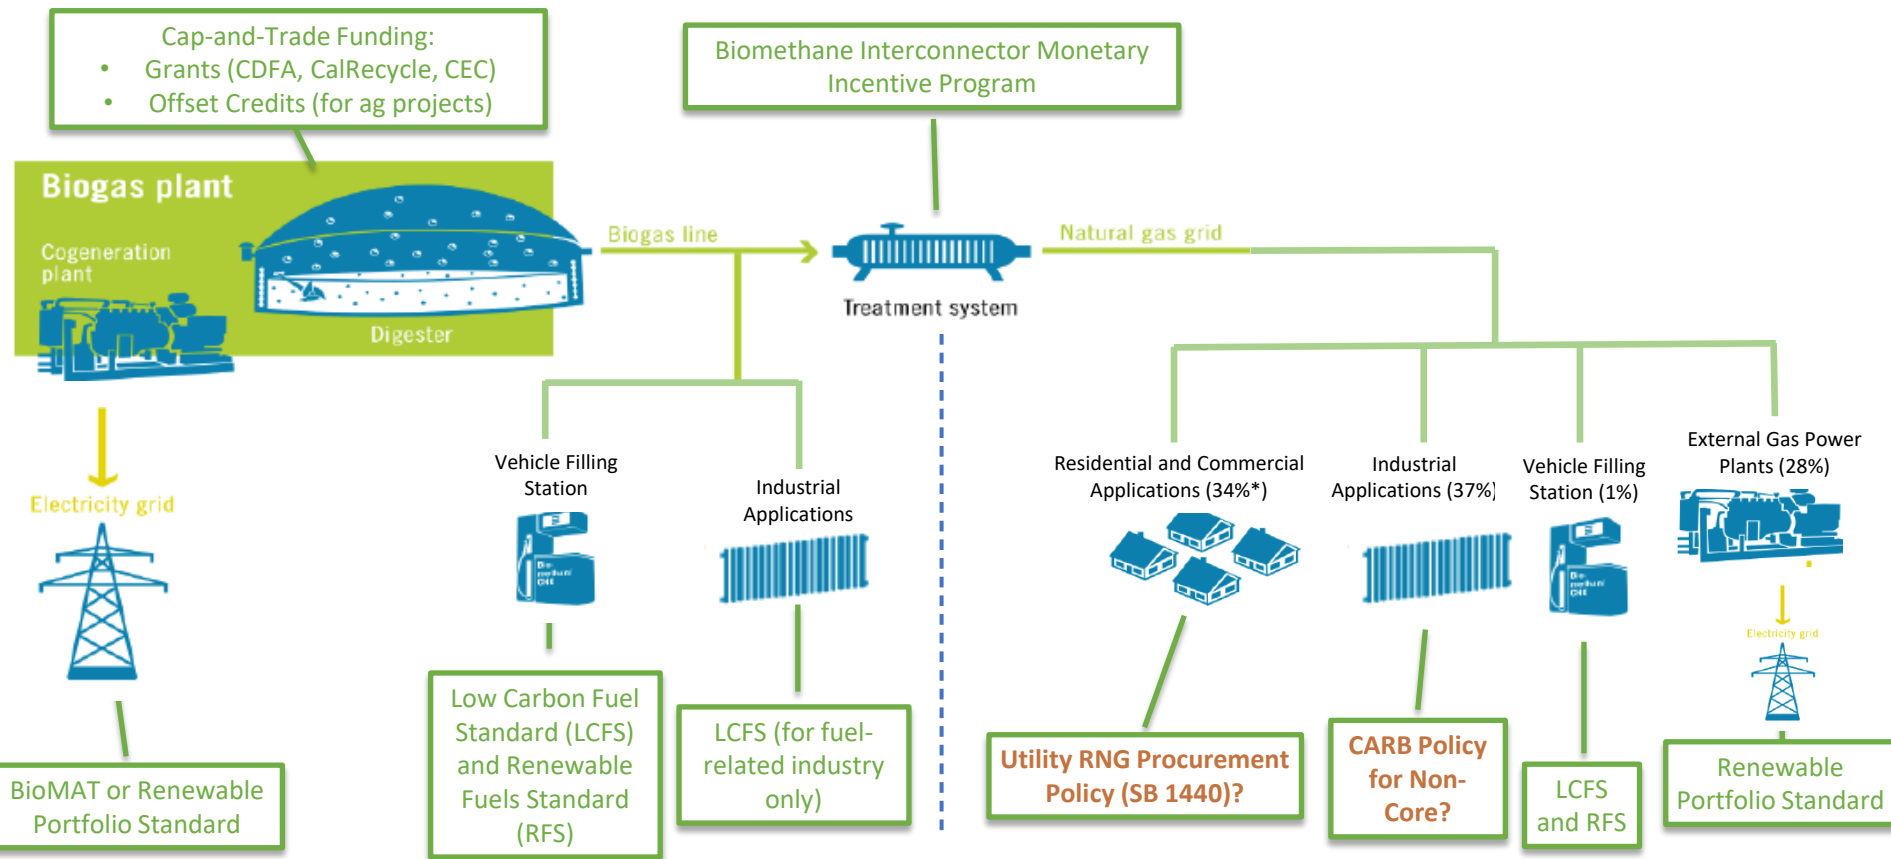 Cap-and-Trade Funding:
• Grants (CDFA, CalRecycle, CEC)
• Offset Credits (for ag projects)
Biomethane Interconnector Monetary
Incentive Program
Biogas plant
Cogeneration
plant
Digester
Biogas line
Treatment system
Natural gas grid
Electricity grid
Vehicle Filling
Station
Industrial
Applications
Residential and Commercial
Applications (34%*)
Industrial
Applications (37%)
Vehicle Filling
Station (1%)
External Gas Power
Plants (28%)
Electricity grid
BioMAT or Renewable
Portfolio Standard
Low Carbon Fuel
Standard (LCFS)
and Renewable
Fuels Standard
(RFS)
LCFS (for fuel-
related industry
only)
Utility RNG Procurement
Policy (SB 1440)?
CARB Policy
for Non-
Core?
LCFS
and RFS
Renewable
Portfolio Standard